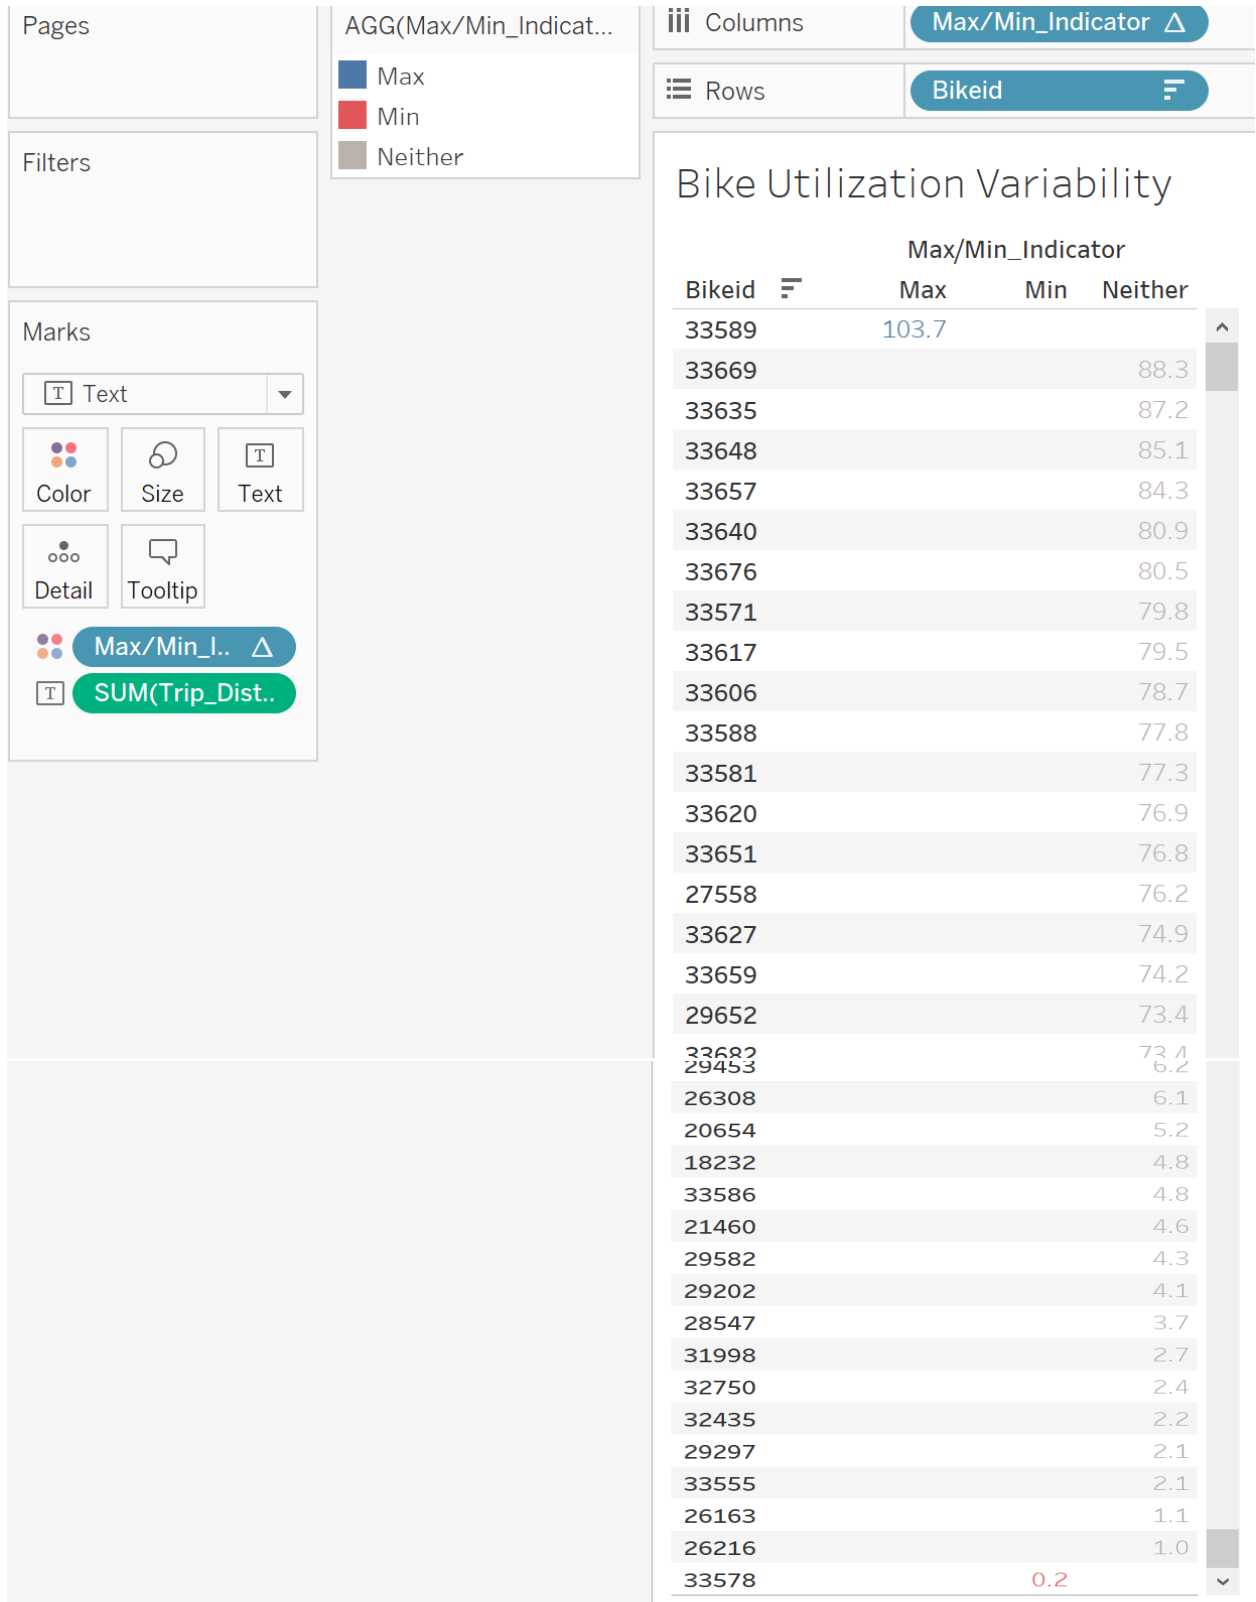 Pages
Filters
Marks
T Text
Color Size T Text
Detail Tooltip
Max/Min_I.. Δ
T SUM(Trip_Dist..
AGG(Max/Min_Indicat...
Max
Min
Neither
Columns Max/Min_Indicator Δ
Rows Bikeid
Bike Utilization Variability
Max/Min_Indicator
Bikeid Max Min Neither
33589 103.7
33669 88.3
33635 87.2
33648 85.1
33657 84.3
33640 80.9
33676 80.5
33571 79.8
33617 79.5
33606 78.7
33588 77.8
33581 77.3
33620 76.9
33651 76.8
27558 76.2
33627 74.9
33659 74.2
29652 73.4
33682 73.4
29453 6.2
26308 6.1
20654 5.2
18232 4.8
33586 4.8
21460 4.6
29582 4.3
29202 4.1
28547 3.7
31998 2.7
32750 2.4
32435 2.2
29297 2.1
33555 2.1
26163 1.1
26216 1.0
33578 0.2